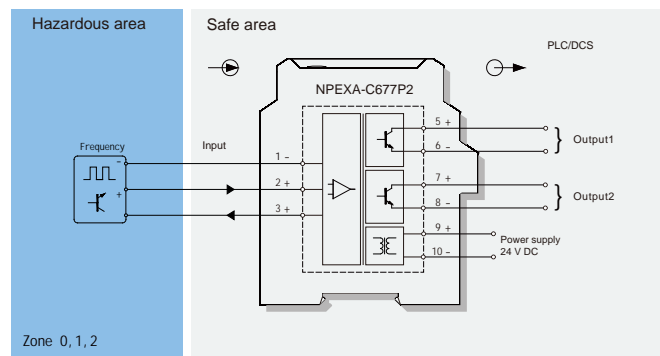 Hazardous area
Safe area
PLC/DCS
NPEXA-C677P2
Frequency
Input
-
+
1 –
2 +
3 +
5 +
6 –
Output1
7 +
8 –
Output2
9 +
10 –
Power supply
24 V DC
Zone 0, 1, 2